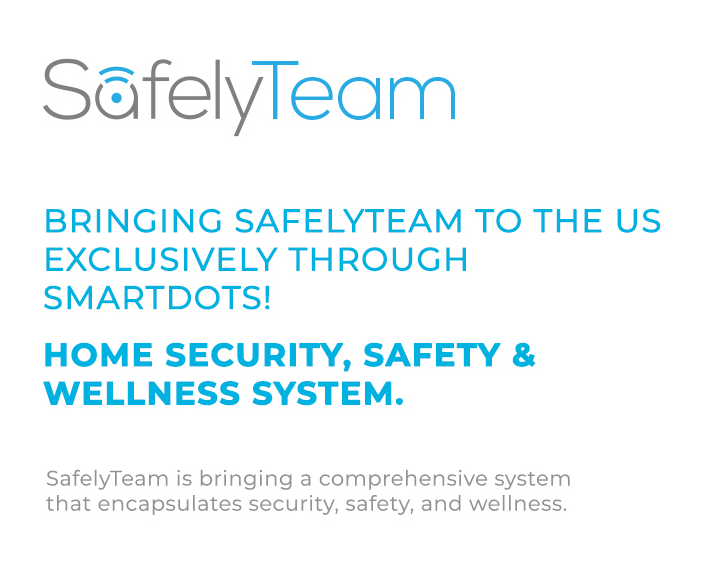 SafelyTeam
BRINGING SAFELYTEAM TO THE US
EXCLUSIVELY THROUGH
SMARTDOTS!
HOME SECURITY, SAFETY &
WELLNESS SYSTEM.
SafelyTeam is bringing a comprehensive system
that encapsulates security, safety, and wellness.